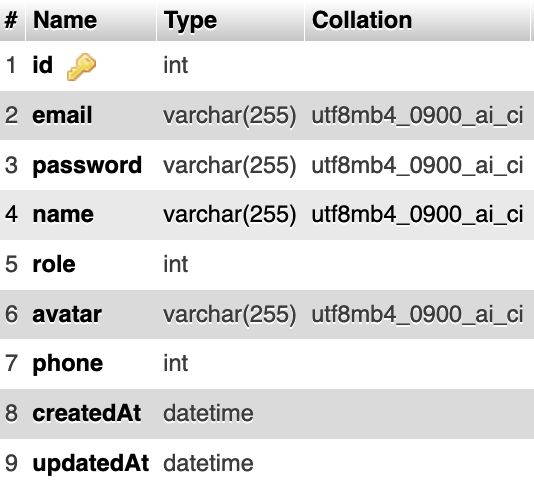 # Name Type Collation
1 id int
2 email varchar(255) utf8mb4_0900_ai_ci
3 password varchar(255) utf8mb4_0900_ai_ci
4 name varchar(255) utf8mb4_0900_ai_ci
5 role int
6 avatar varchar(255) utf8mb4_0900_ai_ci
7 phone int
8 createdAt datetime
9 updatedAt datetime